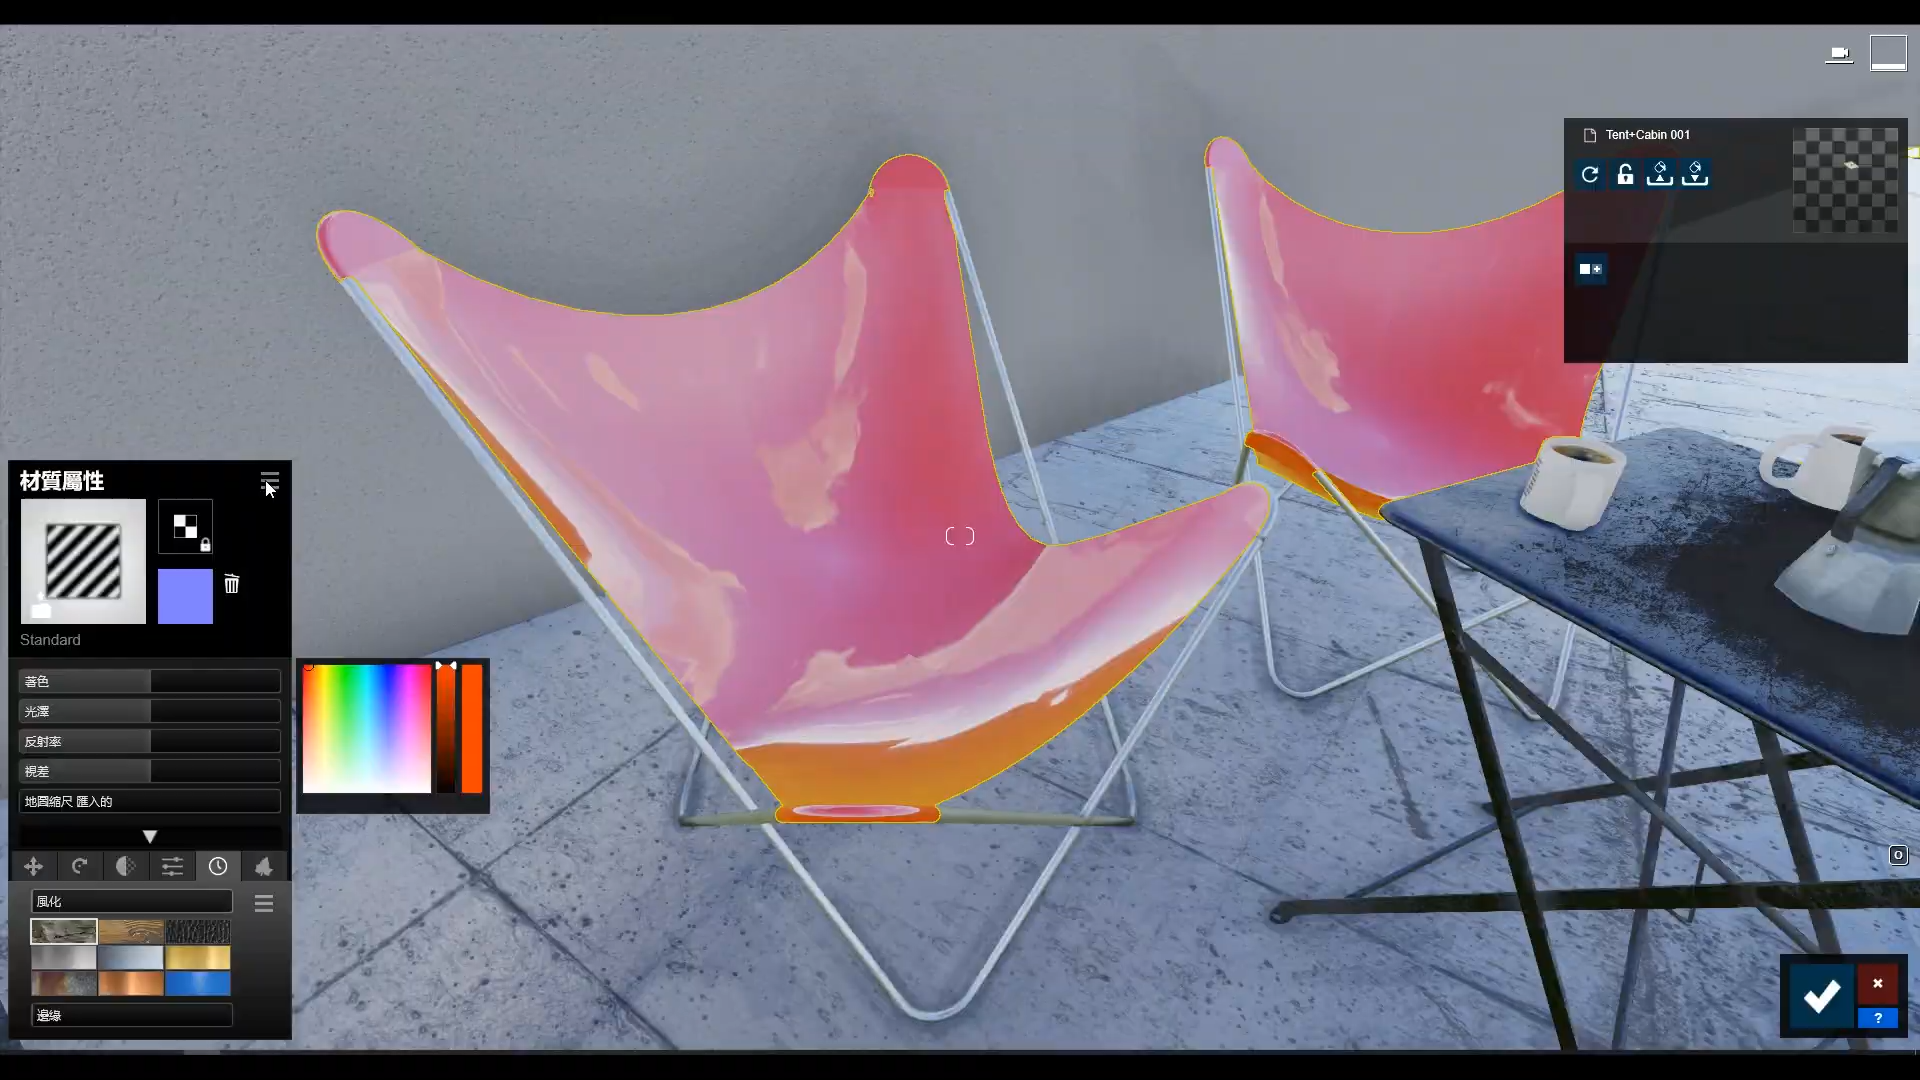 Tent+Cabin 001
材質屬性
Standard
著色
光澤
反射率
視差
地圖縮尺 匯入的
風化
邊緣
O
?